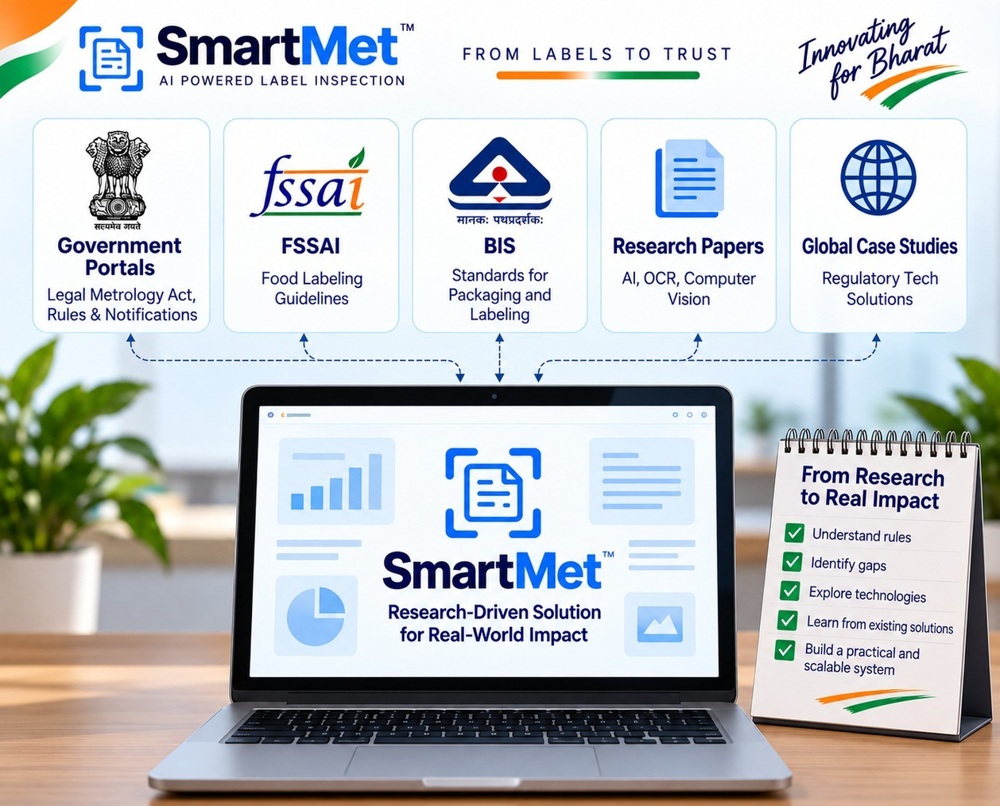 SmartMet™
AI POWERED LABEL INSPECTION
FROM LABELS TO TRUST
Innovating
for Bharat
सत्यमेव जयते
Government
Portals
Legal Metrology Act,
Rules & Notifications
fssai
FSSAI
Food Labeling
Guidelines
मानकः पथप्रदर्शकः
BIS
Standards for
Packaging and
Labeling
Research Papers
AI, OCR, Computer
Vision
Global Case Studies
Regulatory Tech
Solutions
SmartMet™
Research-Driven Solution
for Real-World Impact
From Research
to Real Impact
Understand rules
Identify gaps
Explore technologies
Learn from existing solutions
Build a practical and
scalable system